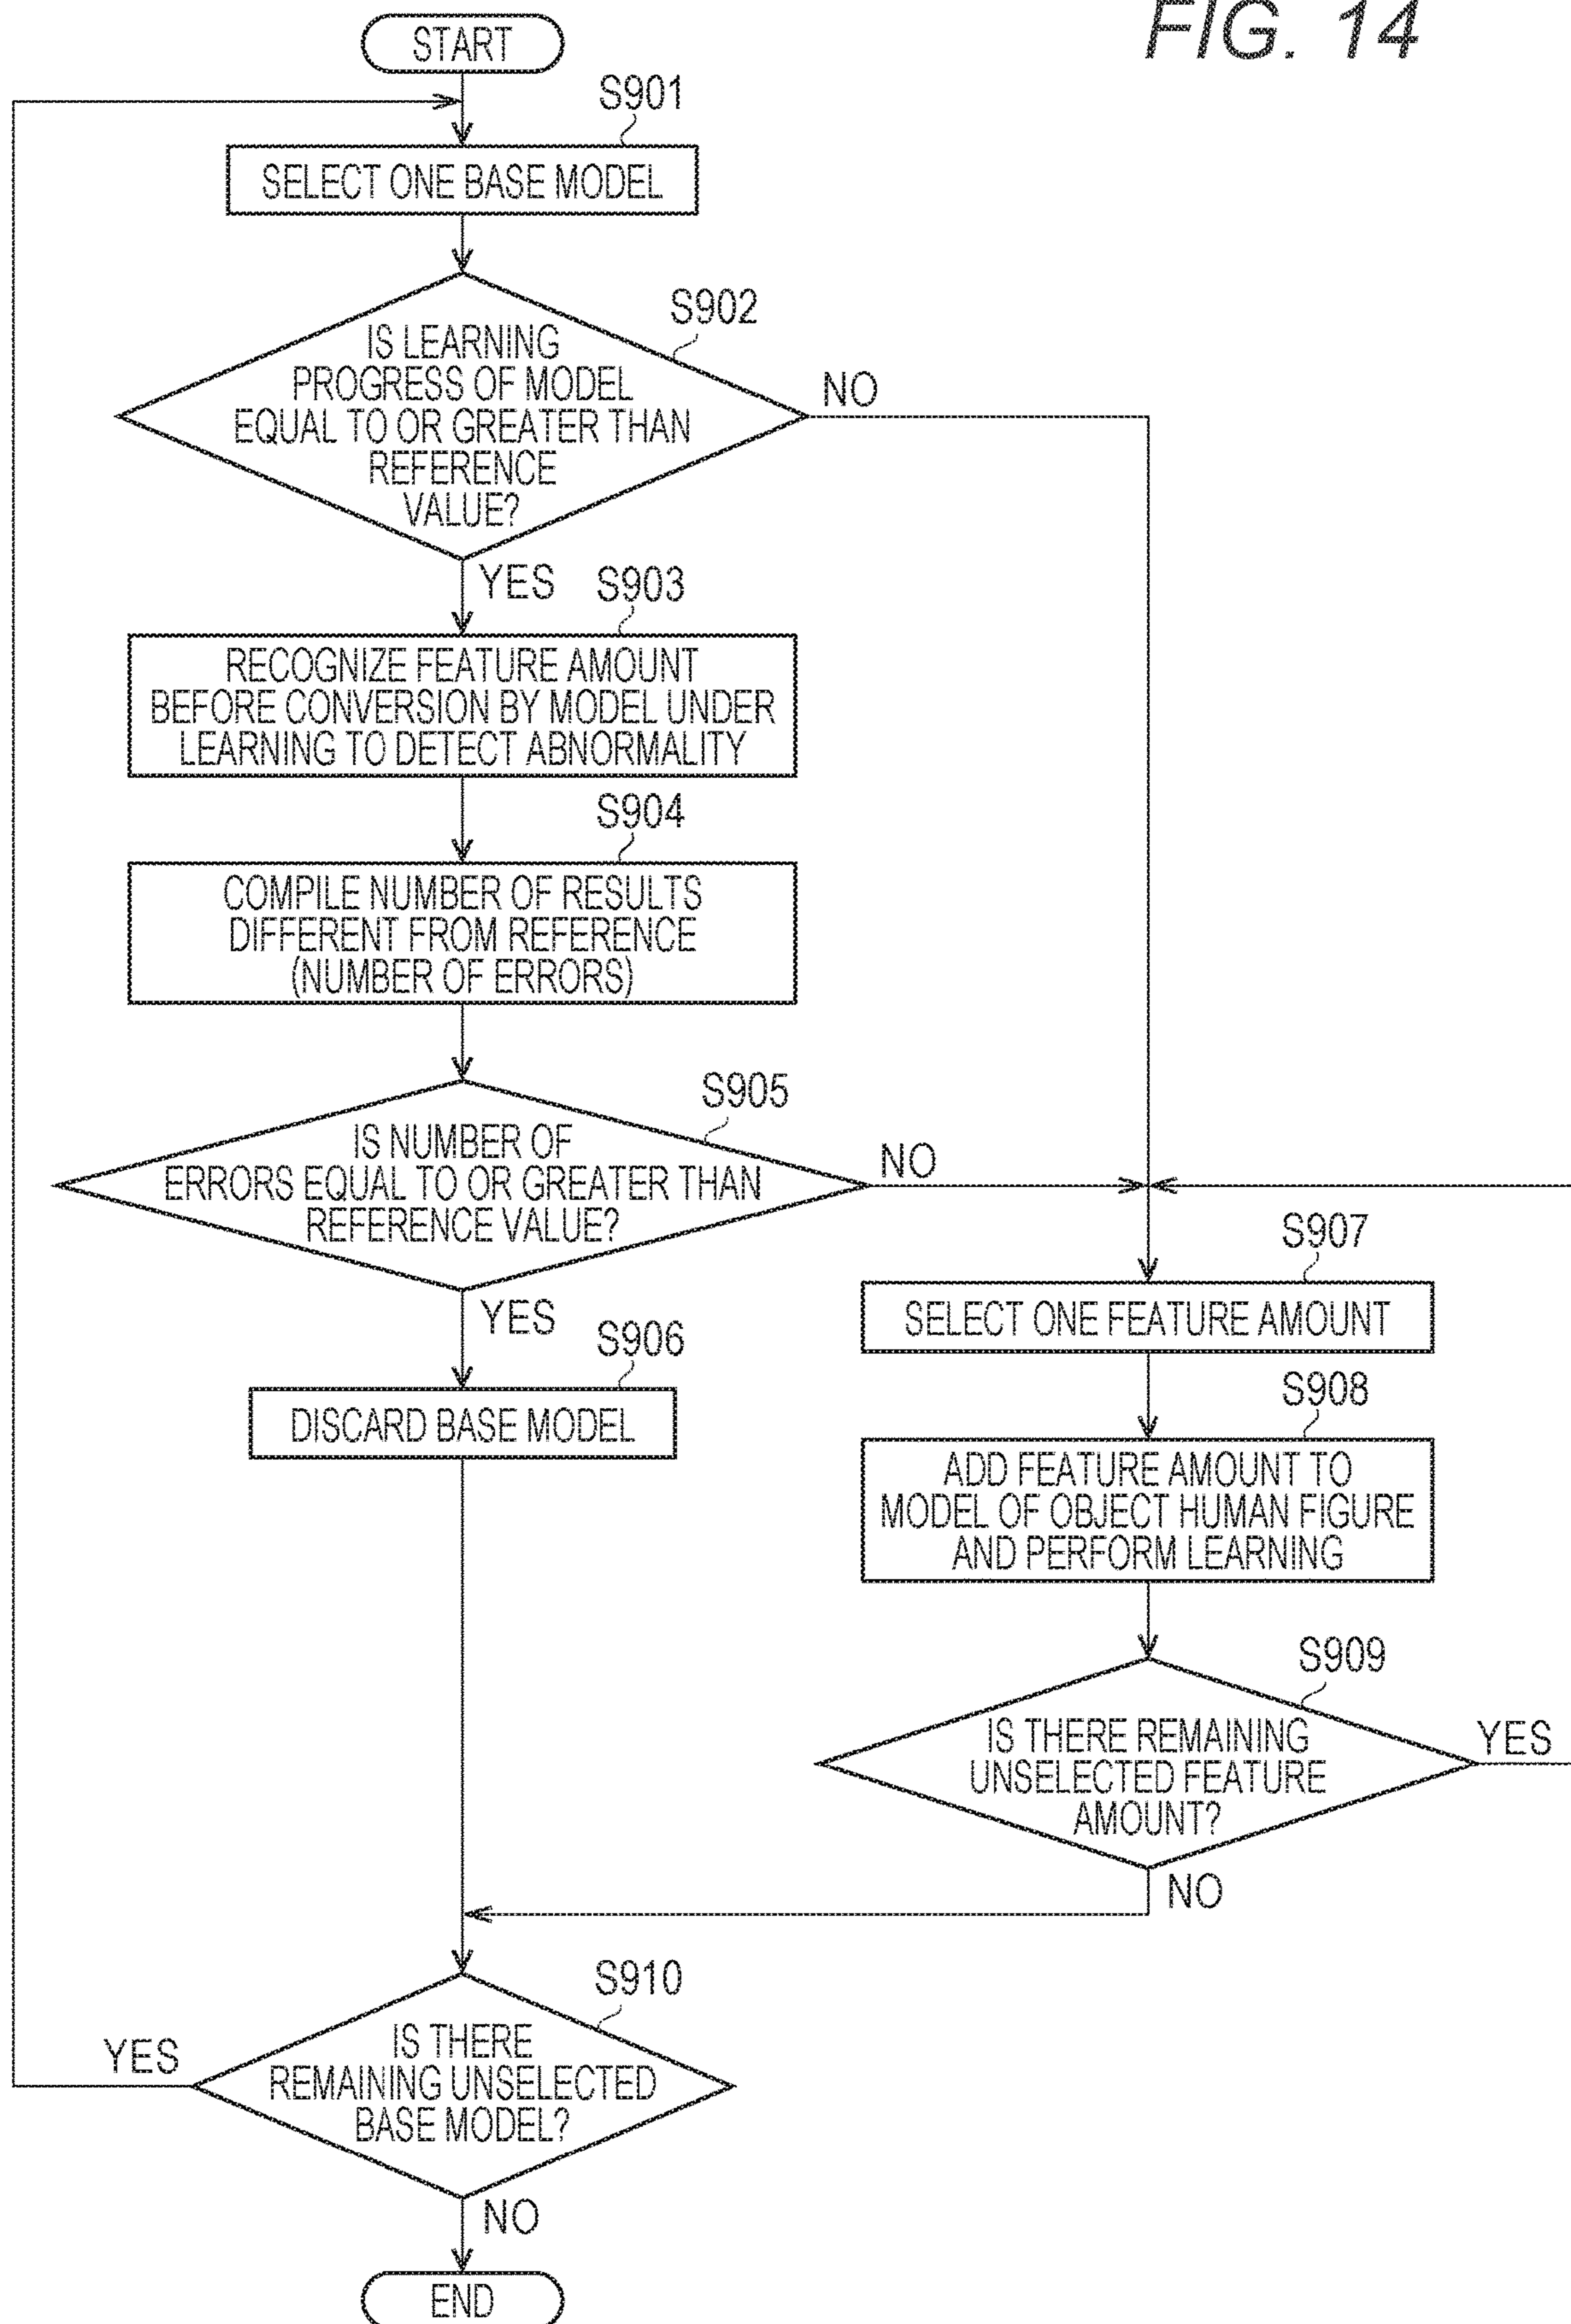 FIG. 14
START
S901
SELECT ONE BASE MODEL
S902
IS LEARNING
PROGRESS OF MODEL
EQUAL TO OR GREATER THAN
REFERENCE
VALUE?
NO
YES
S903
RECOGNIZE FEATURE AMOUNT
BEFORE CONVERSION BY MODEL UNDER
LEARNING TO DETECT ABNORMALITY
S904
COMPILE NUMBER OF RESULTS
DIFFERENT FROM REFERENCE
(NUMBER OF ERRORS)
S905
IS NUMBER OF
ERRORS EQUAL TO OR GREATER THAN
REFERENCE VALUE?
NO
YES
S906
DISCARD BASE MODEL
S907
SELECT ONE FEATURE AMOUNT
S908
ADD FEATURE AMOUNT TO
MODEL OF OBJECT HUMAN FIGURE
AND PERFORM LEARNING
S909
IS THERE REMAINING
UNSELECTED FEATURE
AMOUNT?
YES
NO
S910
IS THERE
REMAINING UNSELECTED
BASE MODEL?
YES
NO
END